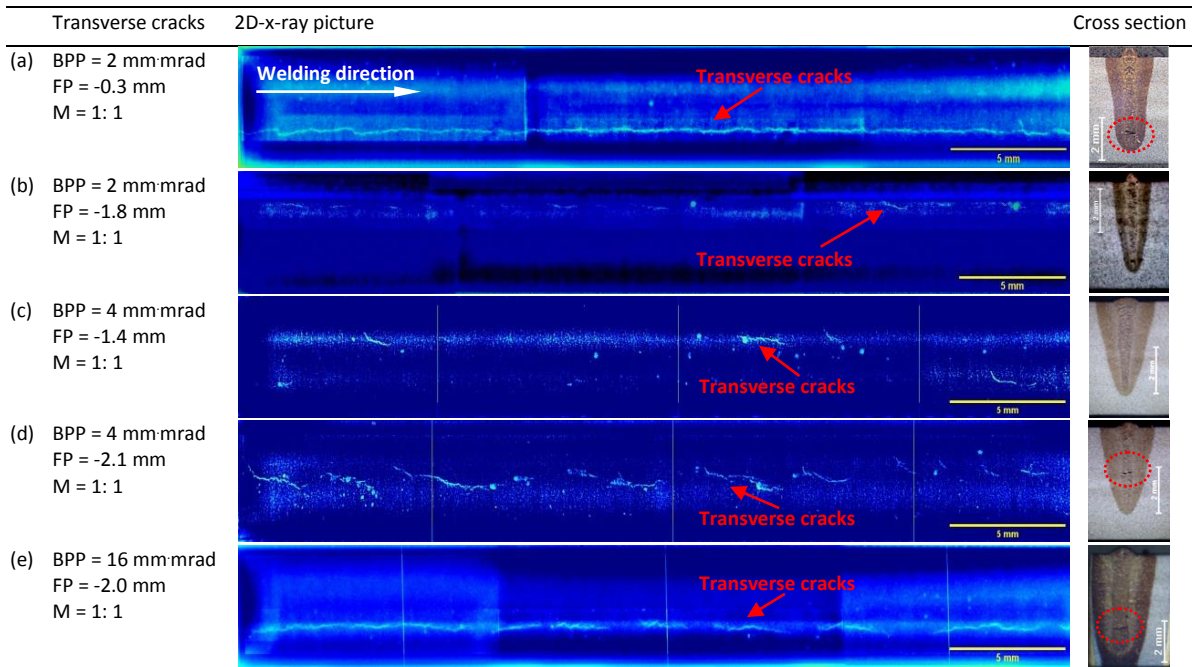 Transverse cracks 2D-x-ray picture Cross section
(a) BPP = 2 mm·mrad
FP = -0.3 mm
M = 1: 1
Welding direction
Transverse cracks
5 mm
2 mm
(b) BPP = 2 mm·mrad
FP = -1.8 mm
M = 1: 1
Transverse cracks
5 mm
2 mm
(c) BPP = 4 mm·mrad
FP = -1.4 mm
M = 1: 1
Transverse cracks
5 mm
2 mm
(d) BPP = 4 mm·mrad
FP = -2.1 mm
M = 1: 1
Transverse cracks
5 mm
2 mm
(e) BPP = 16 mm·mrad
FP = -2.0 mm
M = 1: 1
Transverse cracks
5 mm
2 mm